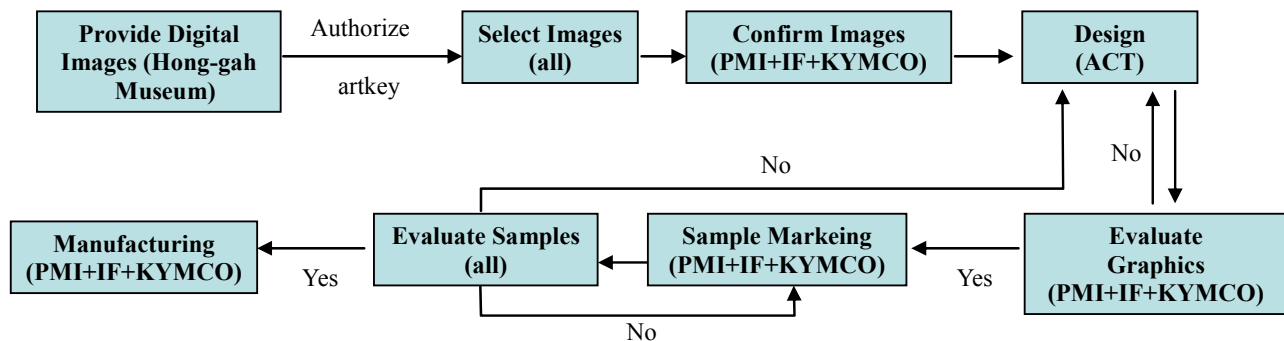 Provide Digital
Images (Hong-gah
Museum)
Authorize
artkey
Select Images
(all)
Confirm Images
(PMI+IF+KYMCO)
Design
(ACT)
No
No
Manufacturing
(PMI+IF+KYMCO)
Yes
Evaluate Samples
(all)
Sample Markeing
(PMI+IF+KYMCO)
Yes
Evaluate
Graphics
(PMI+IF+KYMCO)
No